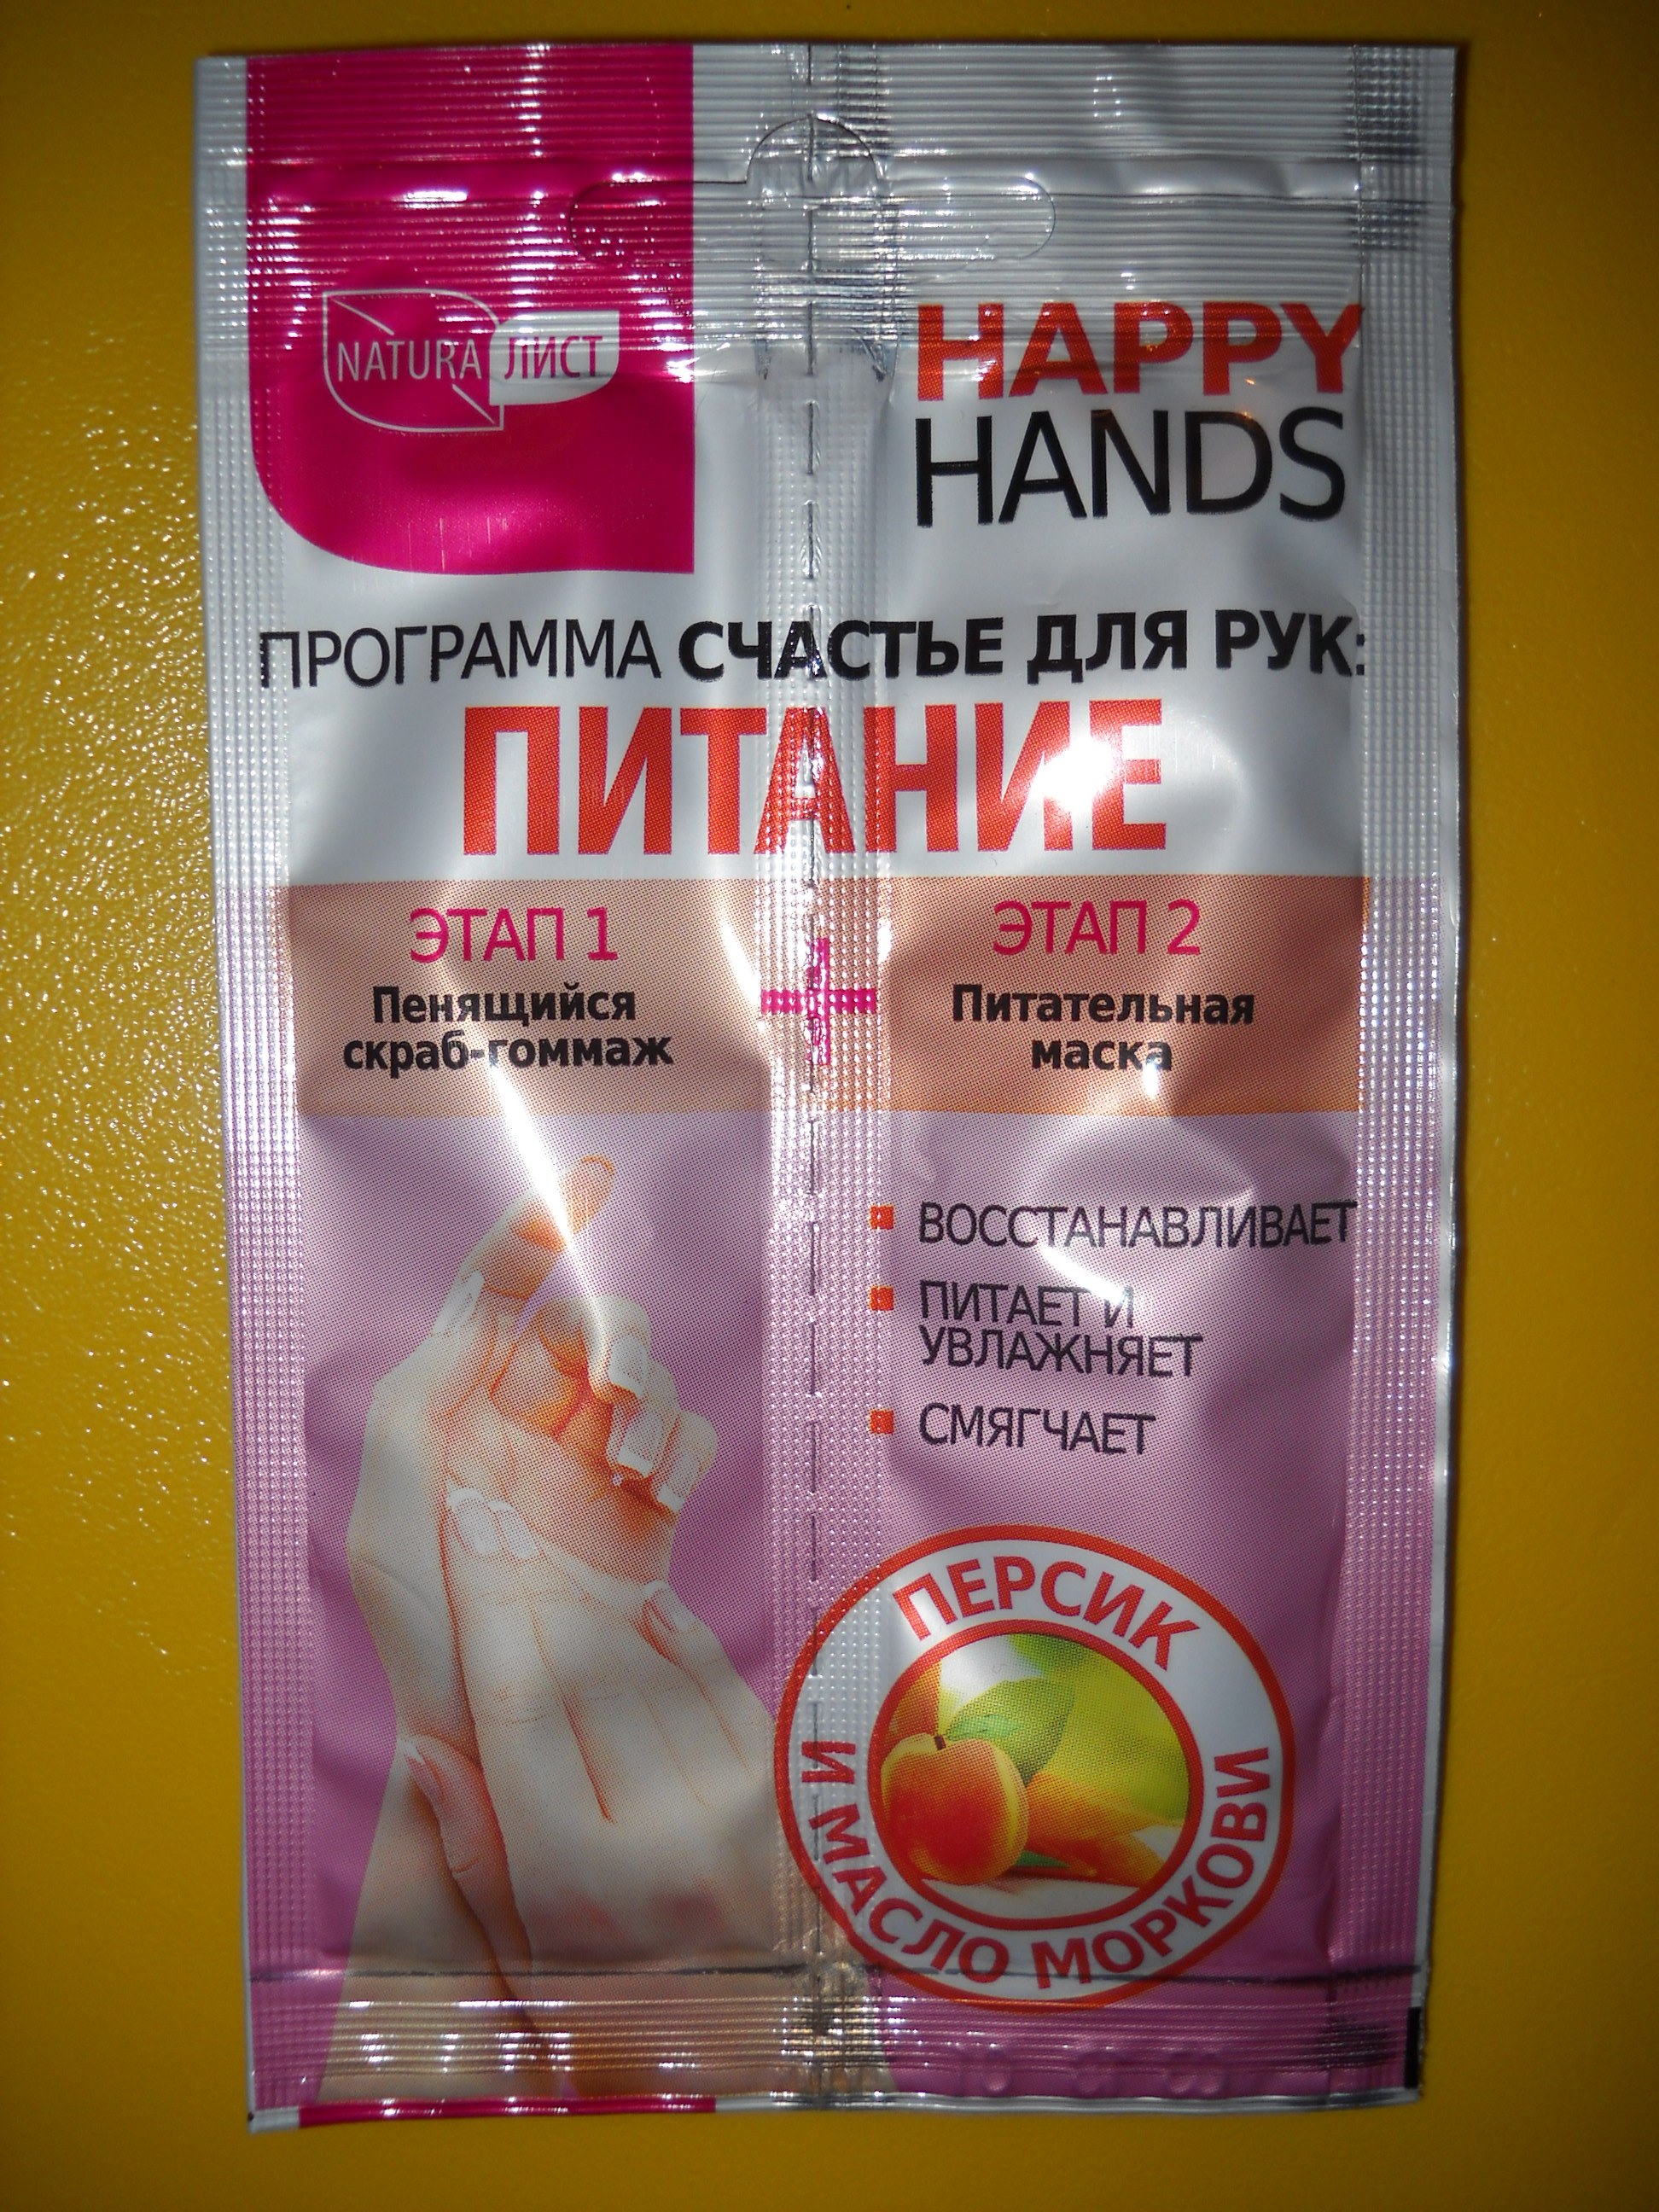 NATURA ЛИСТ
HAPPY
HANDS
ПРОГРАММА СЧАСТЬЕ ДЛЯ РУК:
ПИТАНИЕ
ЭТАП 1
Пенящийся
скраб-гоммаж
+
ЭТАП 2
Питательная
маска
ВОССТАНАВЛИВАЕТ
ПИТАЕТ И
УВЛАЖНЯЕТ
СМЯГЧАЕТ
ПЕРСИК
И МАСЛО МОРКОВИ